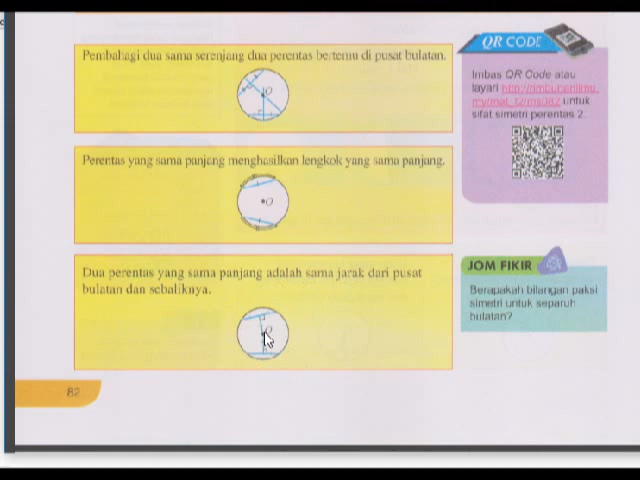 Pembahagi dua sama serenjang dua perentas bertemu di pusat bulatan.
O
Perentas yang sama panjang menghasilkan lengkok yang sama panjang.
O
Dua perentas yang sama panjang adalah sama jarak dari pusat
bulatan dan sebaliknya.
O
82
QR CODE
Imbas QR Code atau
layari
untuk
sifat simetri perentas 2.
JOM FIKIR
Berapakah bilangan paksi
simetri untuk separuh
bulatan?